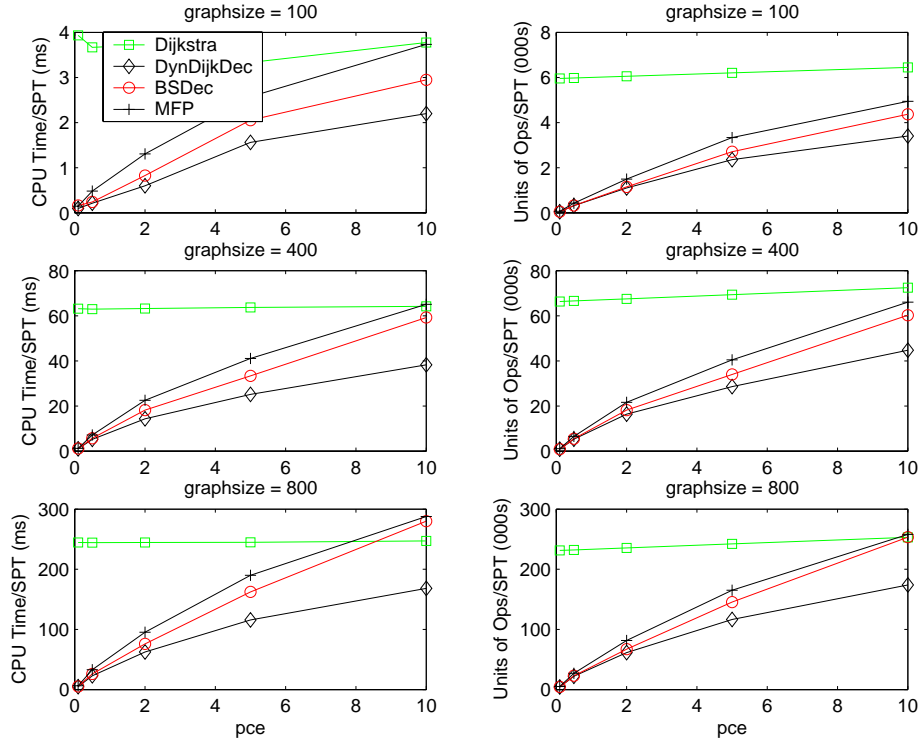 graphsize = 100
4
3
2
1
0
CPU Time/SPT (ms)
Dijkstra
DynDijkDec
BSDec
MFP
0 2 4 6 8 10
graphsize = 100
8
6
4
2
0
Units of Ops/SPT (000s)
0 2 4 6 8 10
graphsize = 400
80
60
40
20
0
CPU Time/SPT (ms)
0 2 4 6 8 10
graphsize = 400
80
60
40
20
0
Units of Ops/SPT (000s)
0 2 4 6 8 10
graphsize = 800
300
200
100
0
CPU Time/SPT (ms)
0 2 4 6 8 10
pce
graphsize = 800
300
200
100
0
Units of Ops/SPT (000s)
0 2 4 6 8 10
pce